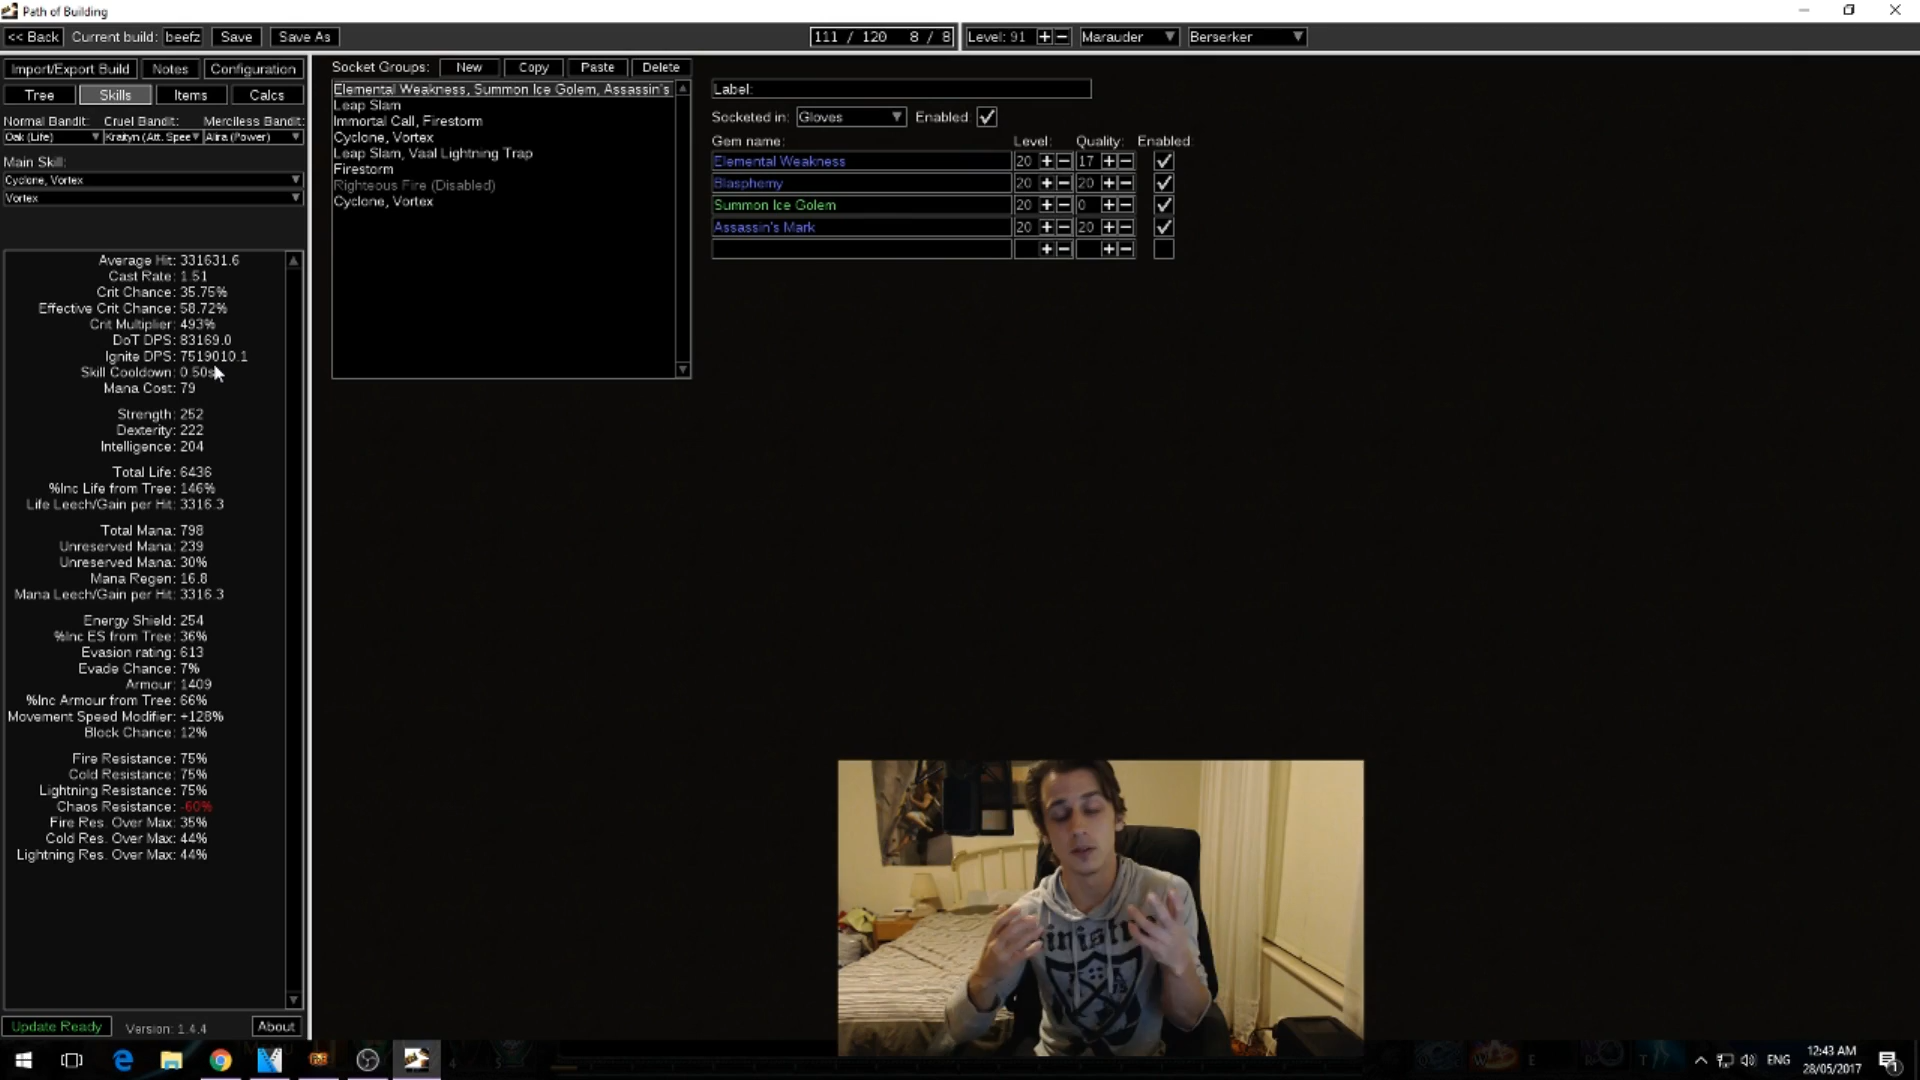 Path of Building
<< Back Current build: beefz Save Save As 111 / 120 8 / 8 Level: 91 + − Marauder Berserker
Import/Export Build Notes Configuration
Tree Skills Items Calcs
Normal Bandit: Cruel Bandit: Merciless Bandit:
Oak (Life) Kraityn (Att. Spee Alira (Power)
Main Skill:
Cyclone, Vortex
Vortex
Average Hit: 331631.6
Cast Rate: 1.51
Crit Chance: 35.75%
Effective Crit Chance: 58.72%
Crit Multiplier: 493%
DoT DPS: 83169.0
Ignite DPS: 7519010.1
Skill Cooldown: 0.50s
Mana Cost: 79
Strength: 252
Dexterity: 222
Intelligence: 204
Total Life: 6436
%Inc Life from Tree: 146%
Life Leech/Gain per Hit: 3316.3
Total Mana: 798
Unreserved Mana: 239
Unreserved Mana: 30%
Mana Regen: 16.8
Mana Leech/Gain per Hit: 3316.3
Energy Shield: 254
%Inc ES from Tree: 36%
Evasion rating: 613
Evade Chance: 7%
Armour: 1409
%Inc Armour from Tree: 66%
Movement Speed Modifier: +128%
Block Chance: 12%
Fire Resistance: 75%
Cold Resistance: 75%
Lightning Resistance: 75%
Chaos Resistance: -60%
Fire Res. Over Max: 35%
Cold Res. Over Max: 44%
Lightning Res. Over Max: 44%
Update Ready Version: 1.4.4 About
Socket Groups: New Copy Paste Delete
Elemental Weakness, Summon Ice Golem, Assassin's
Leap Slam
Immortal Call, Firestorm
Cyclone, Vortex
Leap Slam, Vaal Lightning Trap
Firestorm
Righteous Fire (Disabled)
Cyclone, Vortex
Label:
Socketed in: Gloves Enabled:
Gem name: Level: Quality: Enabled:
Elemental Weakness 20 + − 17 + −
Blasphemy 20 + − 20 + −
Summon Ice Golem 20 + − 0 + −
Assassin's Mark 20 + − 20 + −
+ − + −
inistr
ENG
12:43 AM
28/05/2017
1